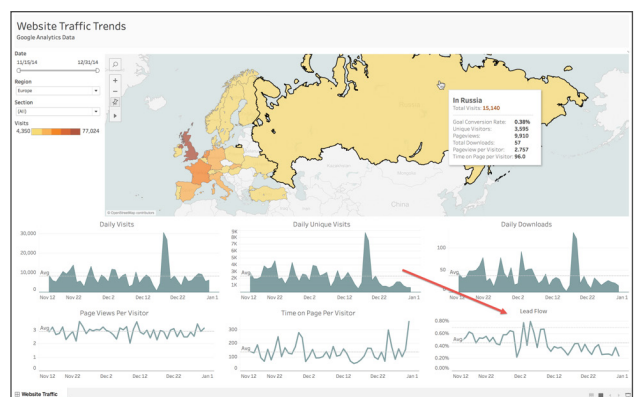 Website Traffic Trends
Google Analytics Data
Date
11/15/14 12/31/14
Region
Europe
Section
(All)
Visits
4,350 77,024
In Russia
Total Visits: 15,140
Goal Conversion Rate: 0.38%
Unique Visitors: 3,595
Pageviews: 9,910
Total Downloads: 57
Pageview per Visitor: 2.757
Time on Page per Visitor: 96.0
China
© OpenStreetMap contributors
Daily Visits Daily Unique Visits Daily Downloads
30,000
20,000
10,000
0
Avg
Nov 12 Nov 22 Dec 2 Dec 12 Dec 22 Jan 1
9K
8K
7K
6K
5K
4K
3K
2K
1K
Avg
Nov 12 Nov 22 Dec 2 Dec 12 Dec 22 Jan 1
100
50
0
Avg
Nov 12 Nov 22 Dec 2 Dec 12 Dec 22 Jan 1
Page Views Per Visitor Time on Page Per Visitor Lead Flow
3
2
1
0
Avg
Nov 12 Nov 22 Dec 2 Dec 12 Dec 22 Jan 1
300
200
100
0
Avg
Nov 12 Nov 22 Dec 2 Dec 12 Dec 22 Jan 1
0.80%
0.60%
0.40%
0.20%
0.00%
Avg
Nov 12 Nov 22 Dec 2 Dec 12 Dec 22 Jan 1
Website Traffic